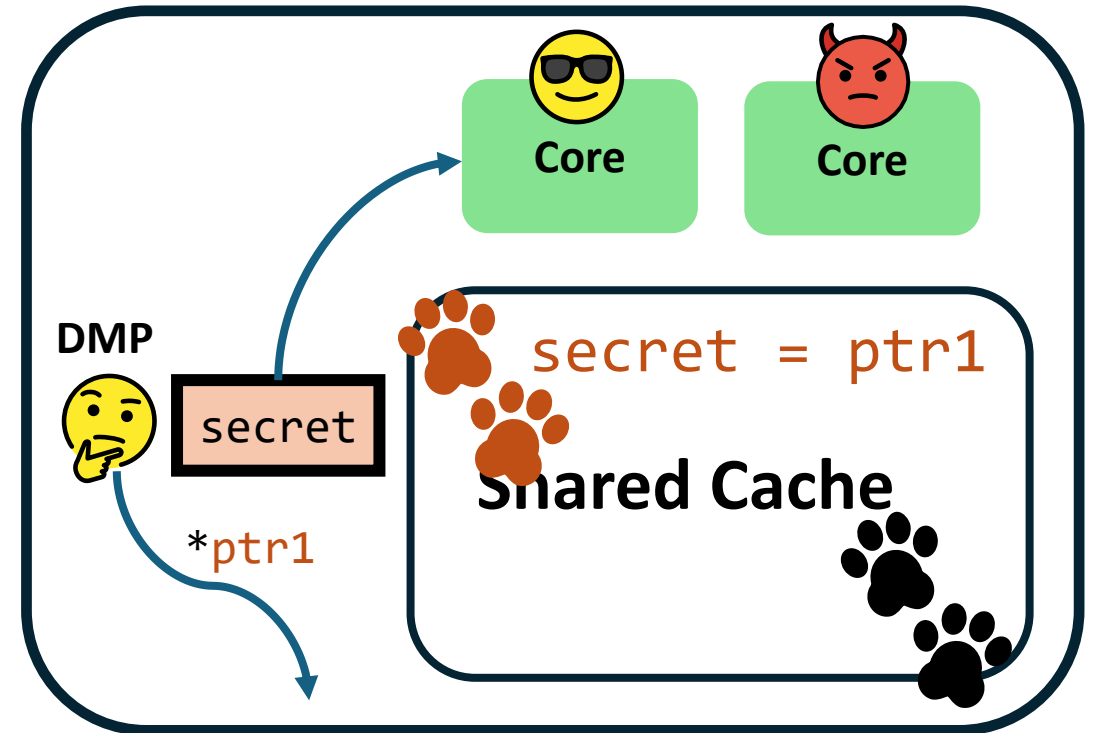 Core
Core
DMP
secret
secret = ptr1
Shared Cache
*ptr1